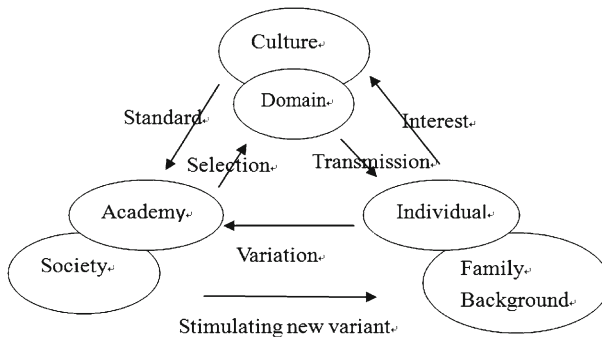 Culture
Domain
Standard
Interest
Selection
Transmission
Academy
Individual
Variation
Society
Family
Background
Stimulating new variant